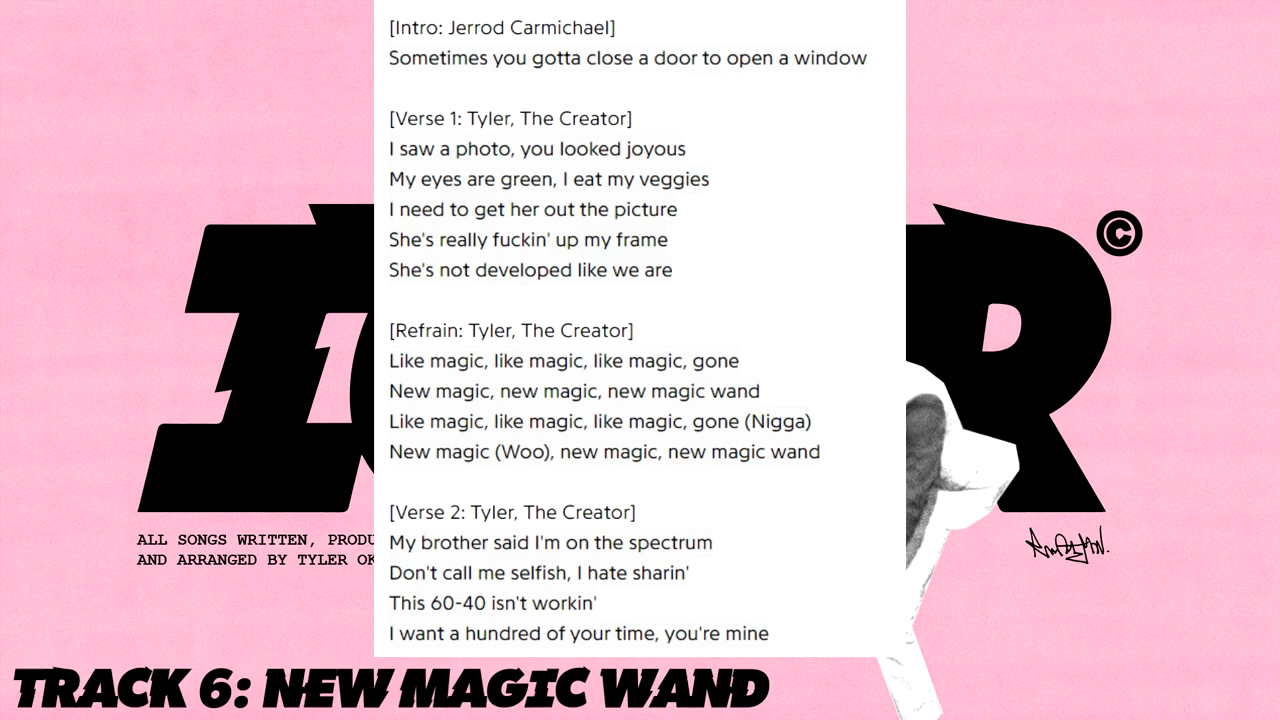 [Intro: Jerrod Carmichael]
Sometimes you gotta close a door to open a window
[Verse 1: Tyler, The Creator]
I saw a photo, you looked joyous
My eyes are green, I eat my veggies
I need to get her out the picture
She's really fuckin' up my frame
She's not developed like we are
[Refrain: Tyler, The Creator]
Like magic, like magic, like magic, gone
New magic, new magic, new magic wand
Like magic, like magic, like magic, gone (Nigga)
New magic (Woo), new magic, new magic wand
[Verse 2: Tyler, The Creator]
My brother said I'm on the spectrum
Don't call me selfish, I hate sharin'
This 60-40 isn't workin'
I want a hundred of your time, you're mine
I R ©
ALL SONGS WRITTEN, PRODU
AND ARRANGED BY TYLER OK
TRACK 6: NEW MAGIC WAND